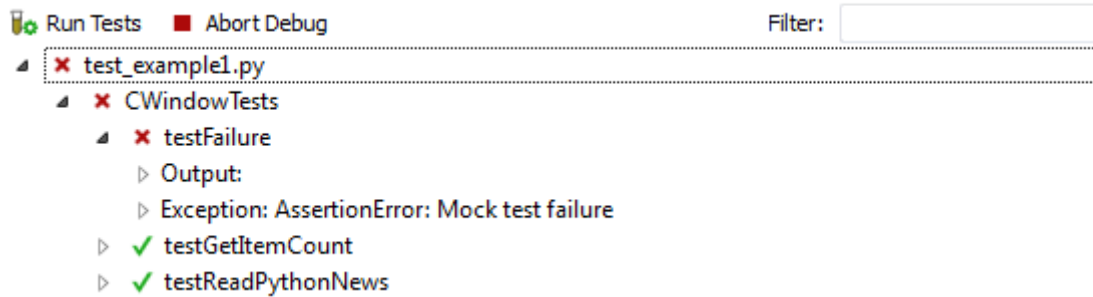 Run Tests Abort Debug Filter:
test_example1.py
CWindowTests
testFailure
Output:
Exception: AssertionError: Mock test failure
testGetItemCount
testReadPythonNews